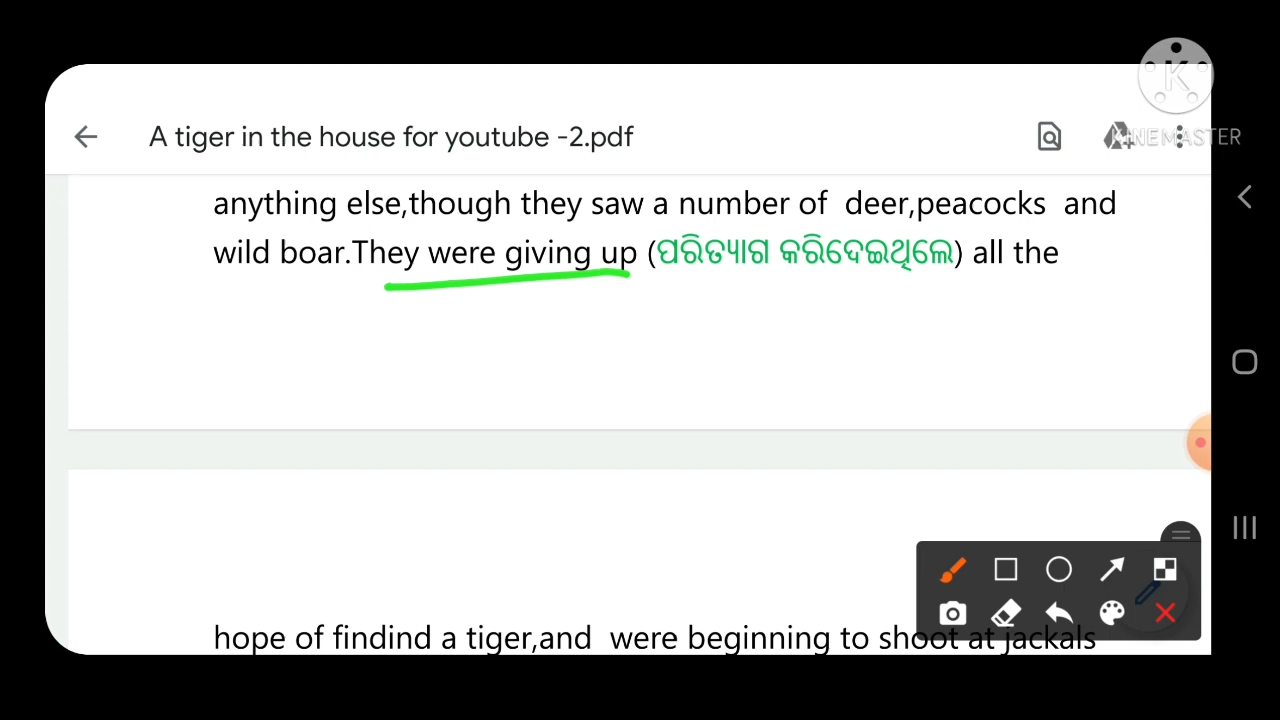 A tiger in the house for youtube -2.pdf
KINEMASTER
anything else,though they saw a number of deer,peacocks and
wild boar.They were giving up (ପରିତ୍ୟାଗ କରିଦେଇଥିଲେ) all the
hope of findind a tiger,and were beginning to shoot at jackals